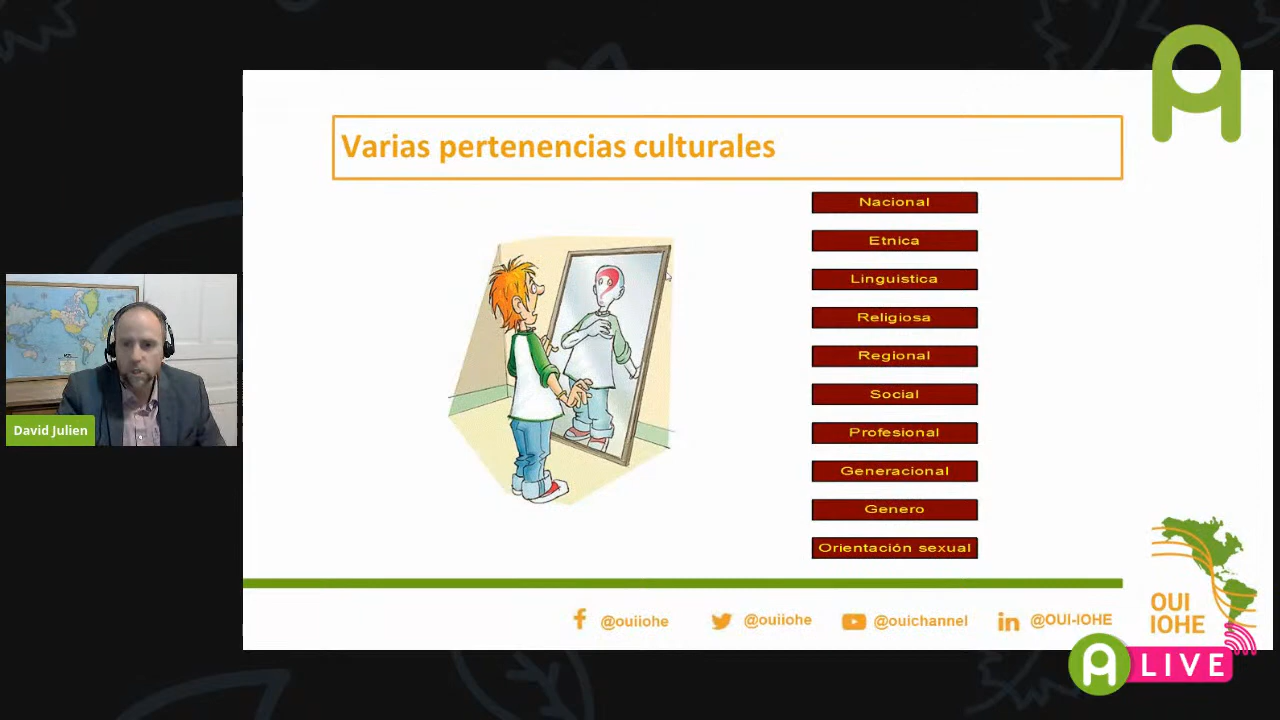 Varias pertenencias culturales
Nacional
Etnica
Linguistica
Religiosa
Regional
Social
Profesional
Generacional
Genero
Orientación sexual
David Julien
@ouiiohe
@ouiiohe
@ouichannel
@OUI-IOHE
OUI
IOHE
LIVE